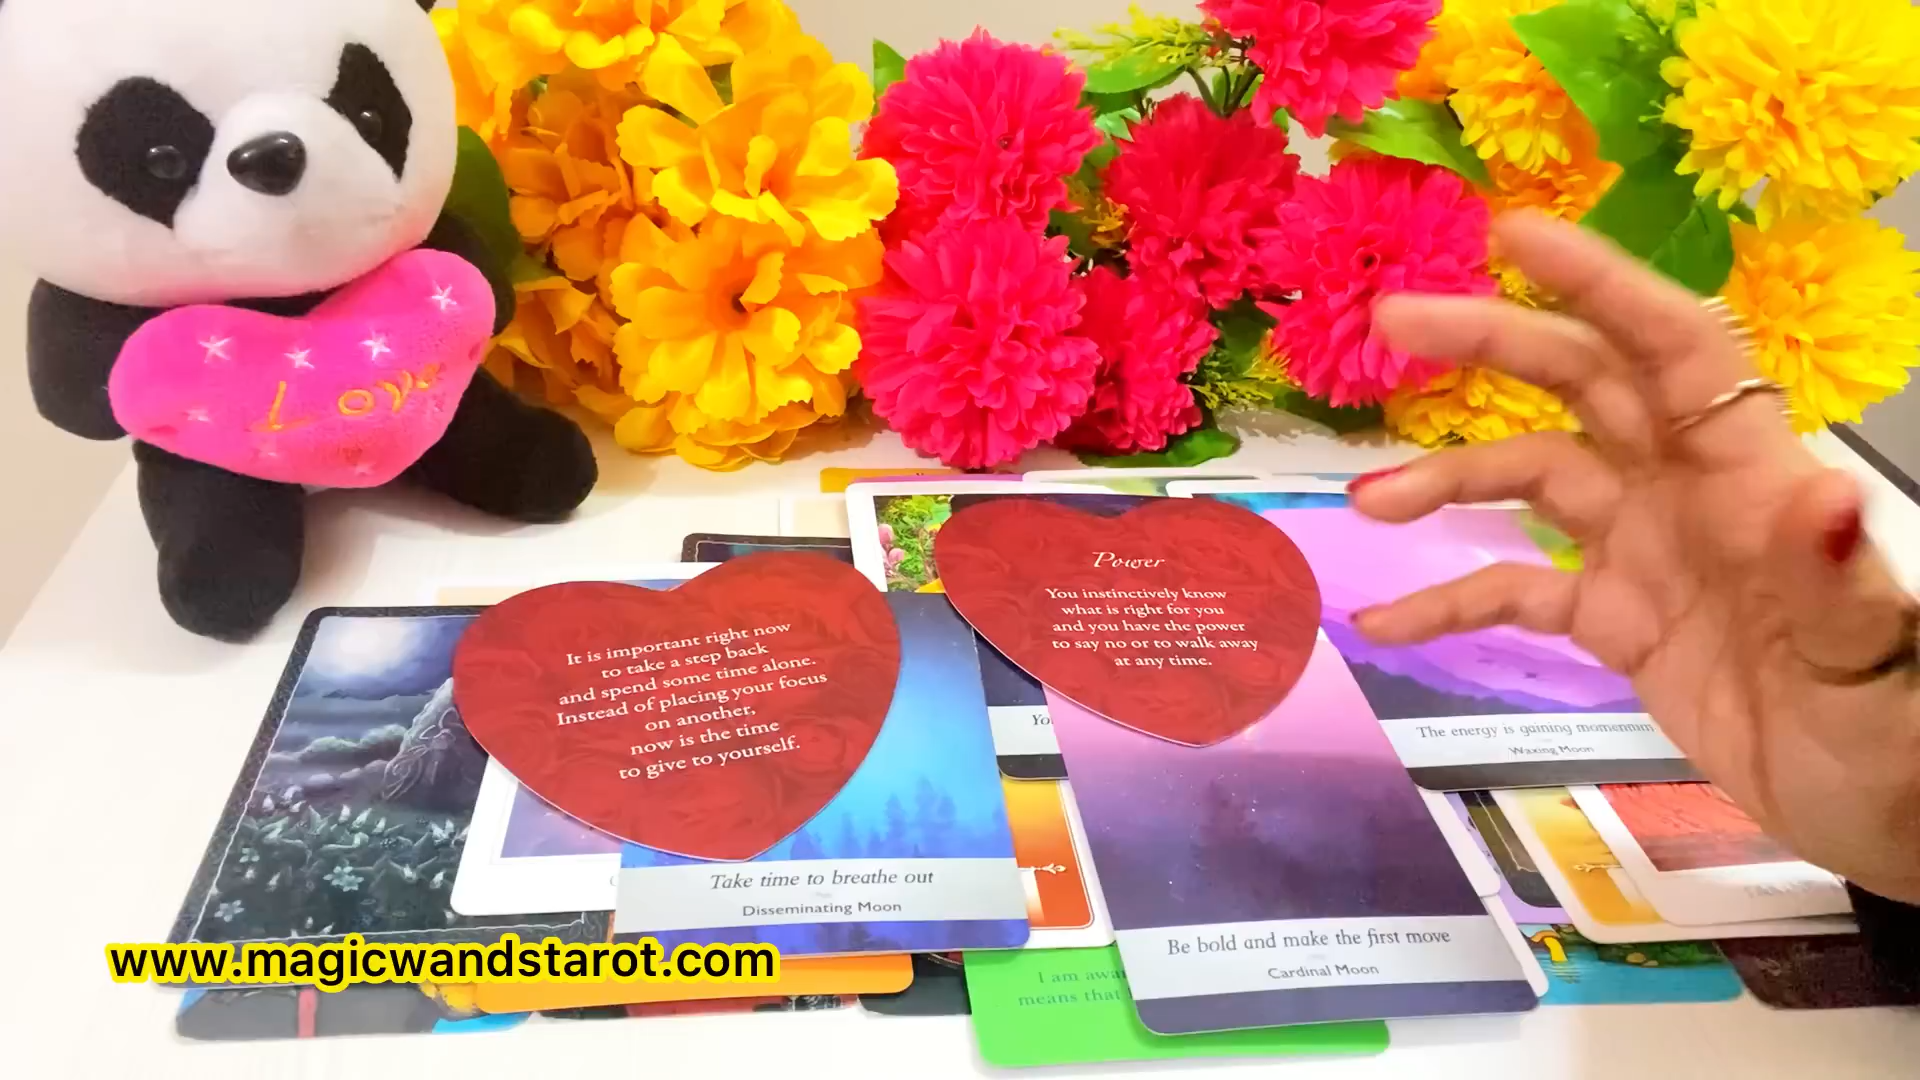 Love
Power
You instinctively know
what is right for you
and you have the power
to say no or to walk away
at any time.
It is important right now
to take a step back
and spend some time alone.
Instead of placing your focus
on another,
now is the time
to give to yourself.
The energy is gaining momentum
Waxing Moon
Take time to breathe out
Disseminating Moon
Be bold and make the first move
Cardinal Moon
I am
means that
www.magicwandstarot.com